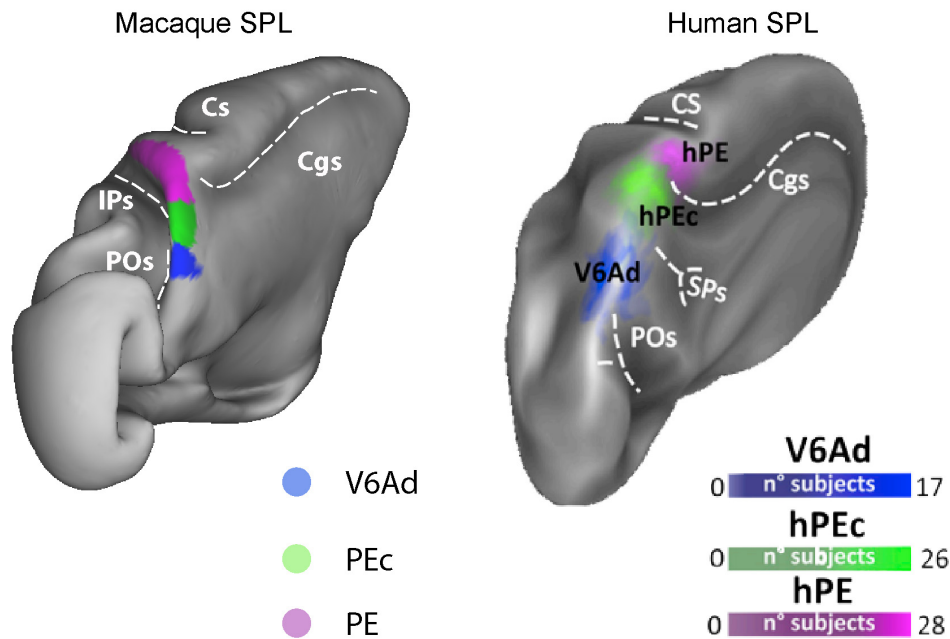 Macaque SPL
Human SPL
Cs
Cgs
IPs
POs
CS
hPE
Cgs
hPEc
V6Ad
SPs
POs
V6Ad
PEc
PE
V6Ad
0 n° subjects 17
hPEc
0 n° subjects 26
hPE
0 n° subjects 28